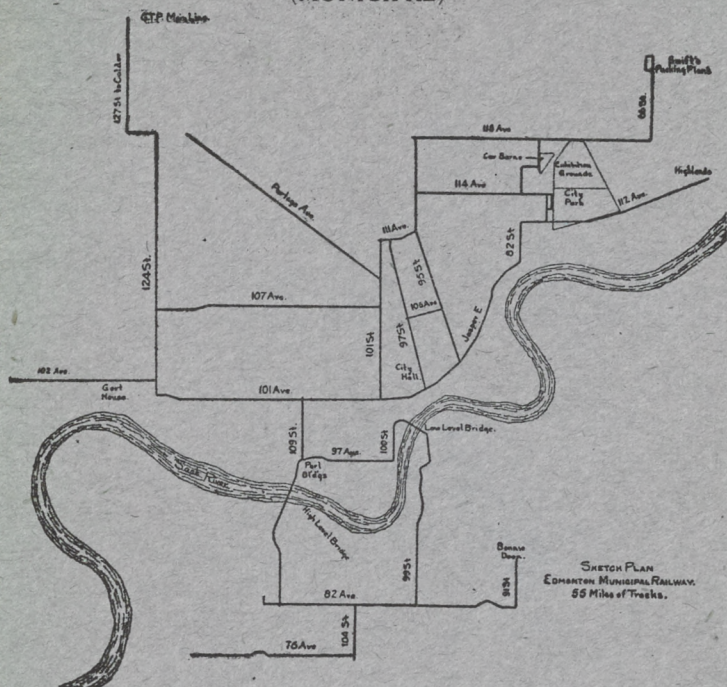 127 St to Calder
Swift's
Packing Plant
66 St.
118 Ave
Car Barns
Exhibition
Grounds
114 Ave
City
Park
112 Ave.
Highlands
Portage Ave.
111 Ave.
95 St
82 St
124 St.
107 Ave.
106 Ave
97 St
101 St
Jasper E
City
Hall.
102 Ave.
101 Ave.
109 St.
100 St
Low Level Bridge.
97 Ave.
Parl
Bldgs
Sask River
High Level Bridge
99 St
Bonnie
Doon.
91 St
82 Ave
104 St
76 Ave
SKETCH PLAN
EDMONTON MUNICIPAL RAILWAY.
55 Miles of Tracks.